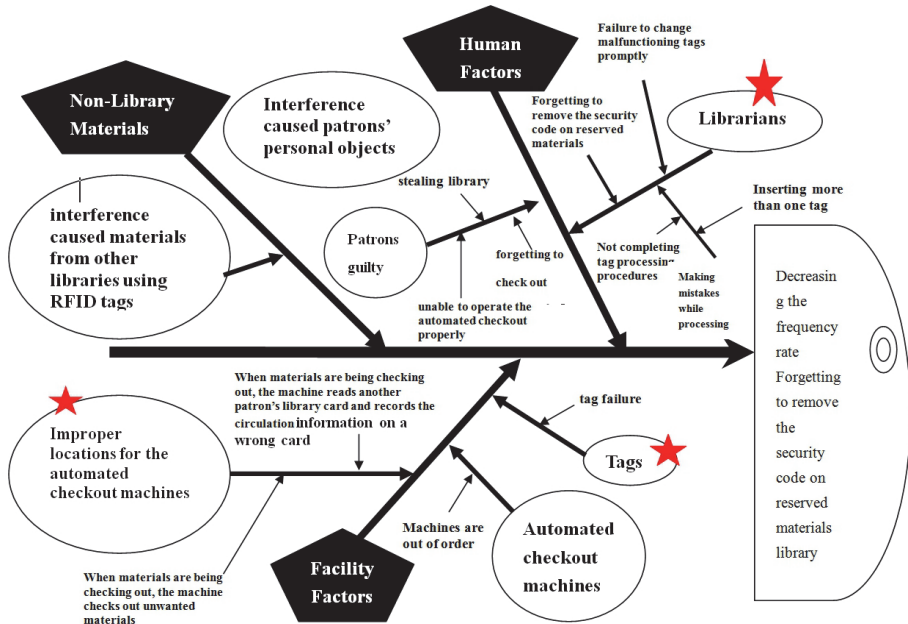 Non-Library
Materials
Interference
caused patrons’
personal objects
Human
Factors
Failure to change
malfunctioning tags
promptly
Forgetting to
remove the security
code on reserved
materials
Librarians
interference
caused materials
from other
libraries using
RFID tags
stealing library
Patrons
guilty
forgetting to
check out
unable to operate the
automated checkout
properly
Inserting more
than one tag
Not completing
tag processin
procedures
Making
mistakes
while
processing
Decreasin
g the
frequency
rate
Forgetting
to remove
the
security
code on
reserved
materials
library
When materials are being checking
out, the machine reads another
patron’s library card and records the
circulation information on a
wrong card
Improper
locations for the
automated
checkout machines
tag failure
Tags
Machines are
out of order
Automated
checkout
machines
Facility
Factors
When materials are being
checking out, the machine
checks out unwanted
materials